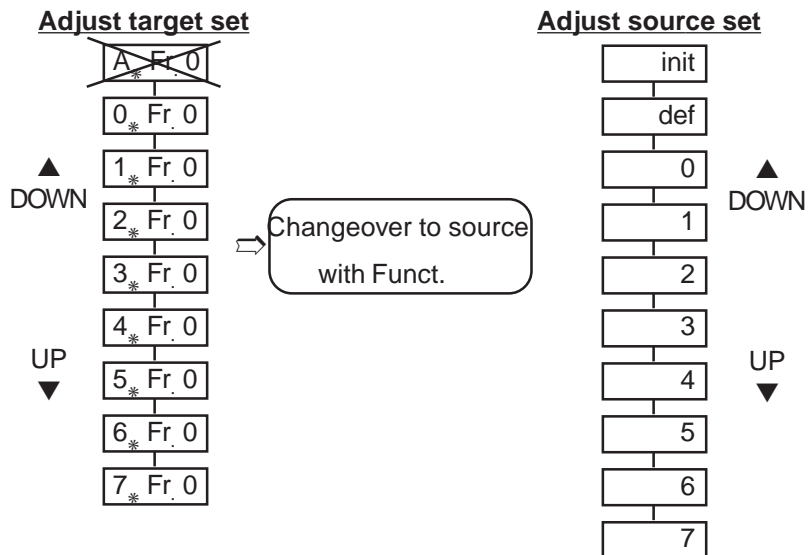 Adjust target set
A* Fr. 0
0* Fr. 0
1* Fr. 0
DOWN
2* Fr. 0
3* Fr. 0
4* Fr. 0
UP
5* Fr. 0
6* Fr. 0
7* Fr. 0
Changeover to source
with Funct.
Adjust source set
init
def
0
DOWN
1
2
3
UP
4
5
6
7